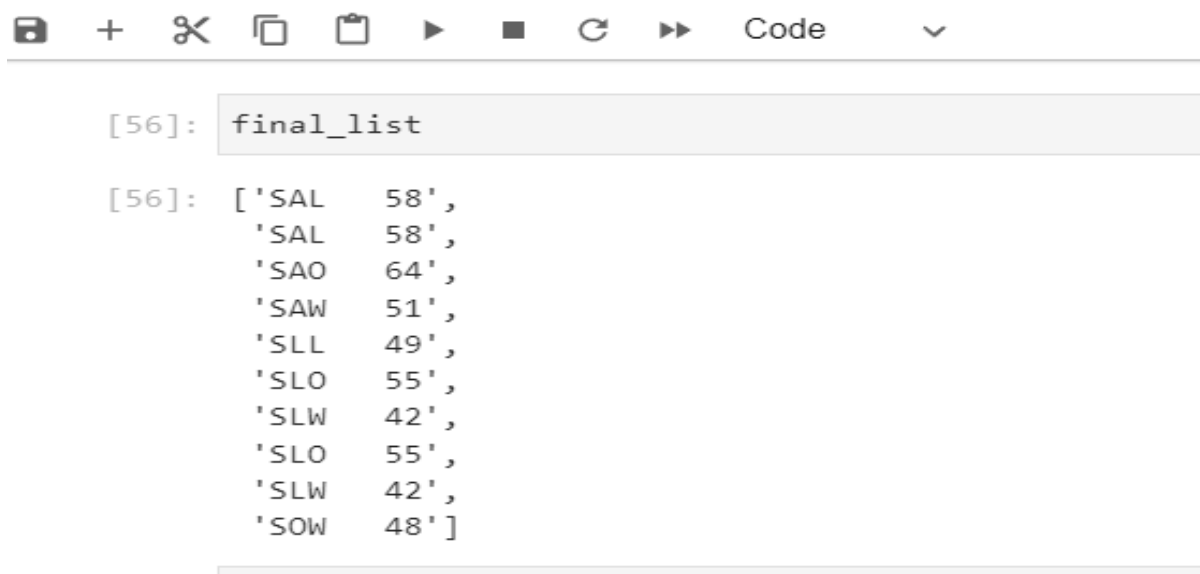 Code
[56]: final_list
[56]: ['SAL   58',
'SAL   58',
'SAO   64',
'SAW   51',
'SLL   49',
'SLO   55',
'SLW   42',
'SLO   55',
'SLW   42',
'SOW   48']